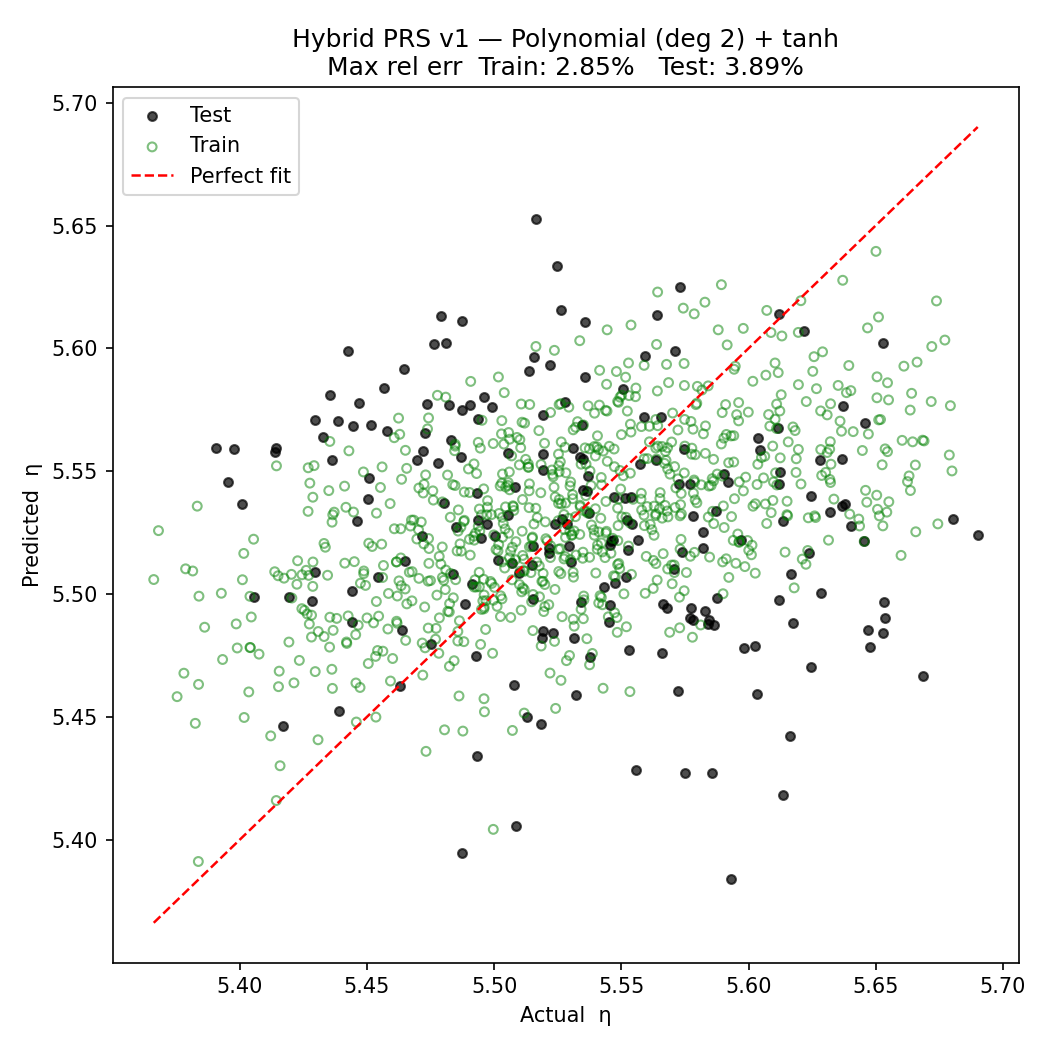 Hybrid PRS v1 — Polynomial (deg 2) + tanh
Max rel err  Train: 2.85%   Test: 3.89%
Test
Train
Perfect fit
5.70
5.65
5.60
5.55
5.50
5.45
5.40
Predicted  η
5.40 5.45 5.50 5.55 5.60 5.65 5.70
Actual  η